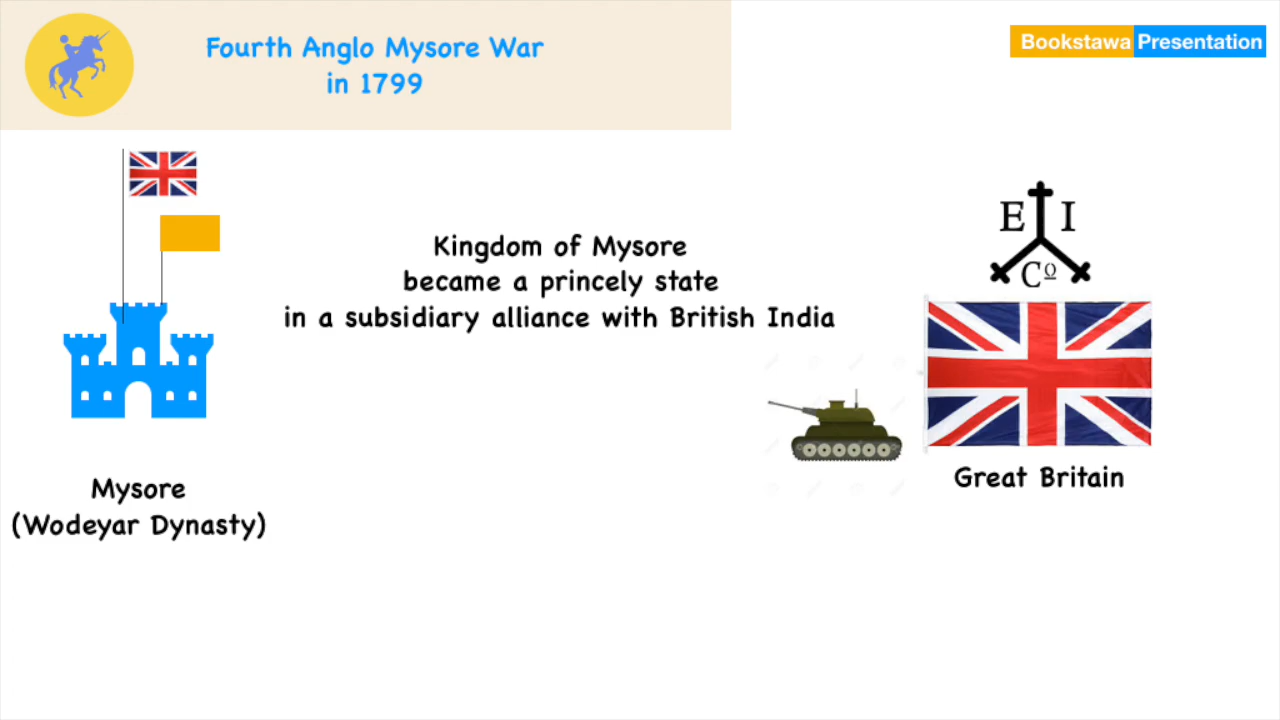 Fourth Anglo Mysore War
in 1799
Bookstawa Presentation
E I
Cº
Kingdom of Mysore
became a princely state
in a subsidiary alliance with British India
Great Britain
Mysore
(Wodeyar Dynasty)